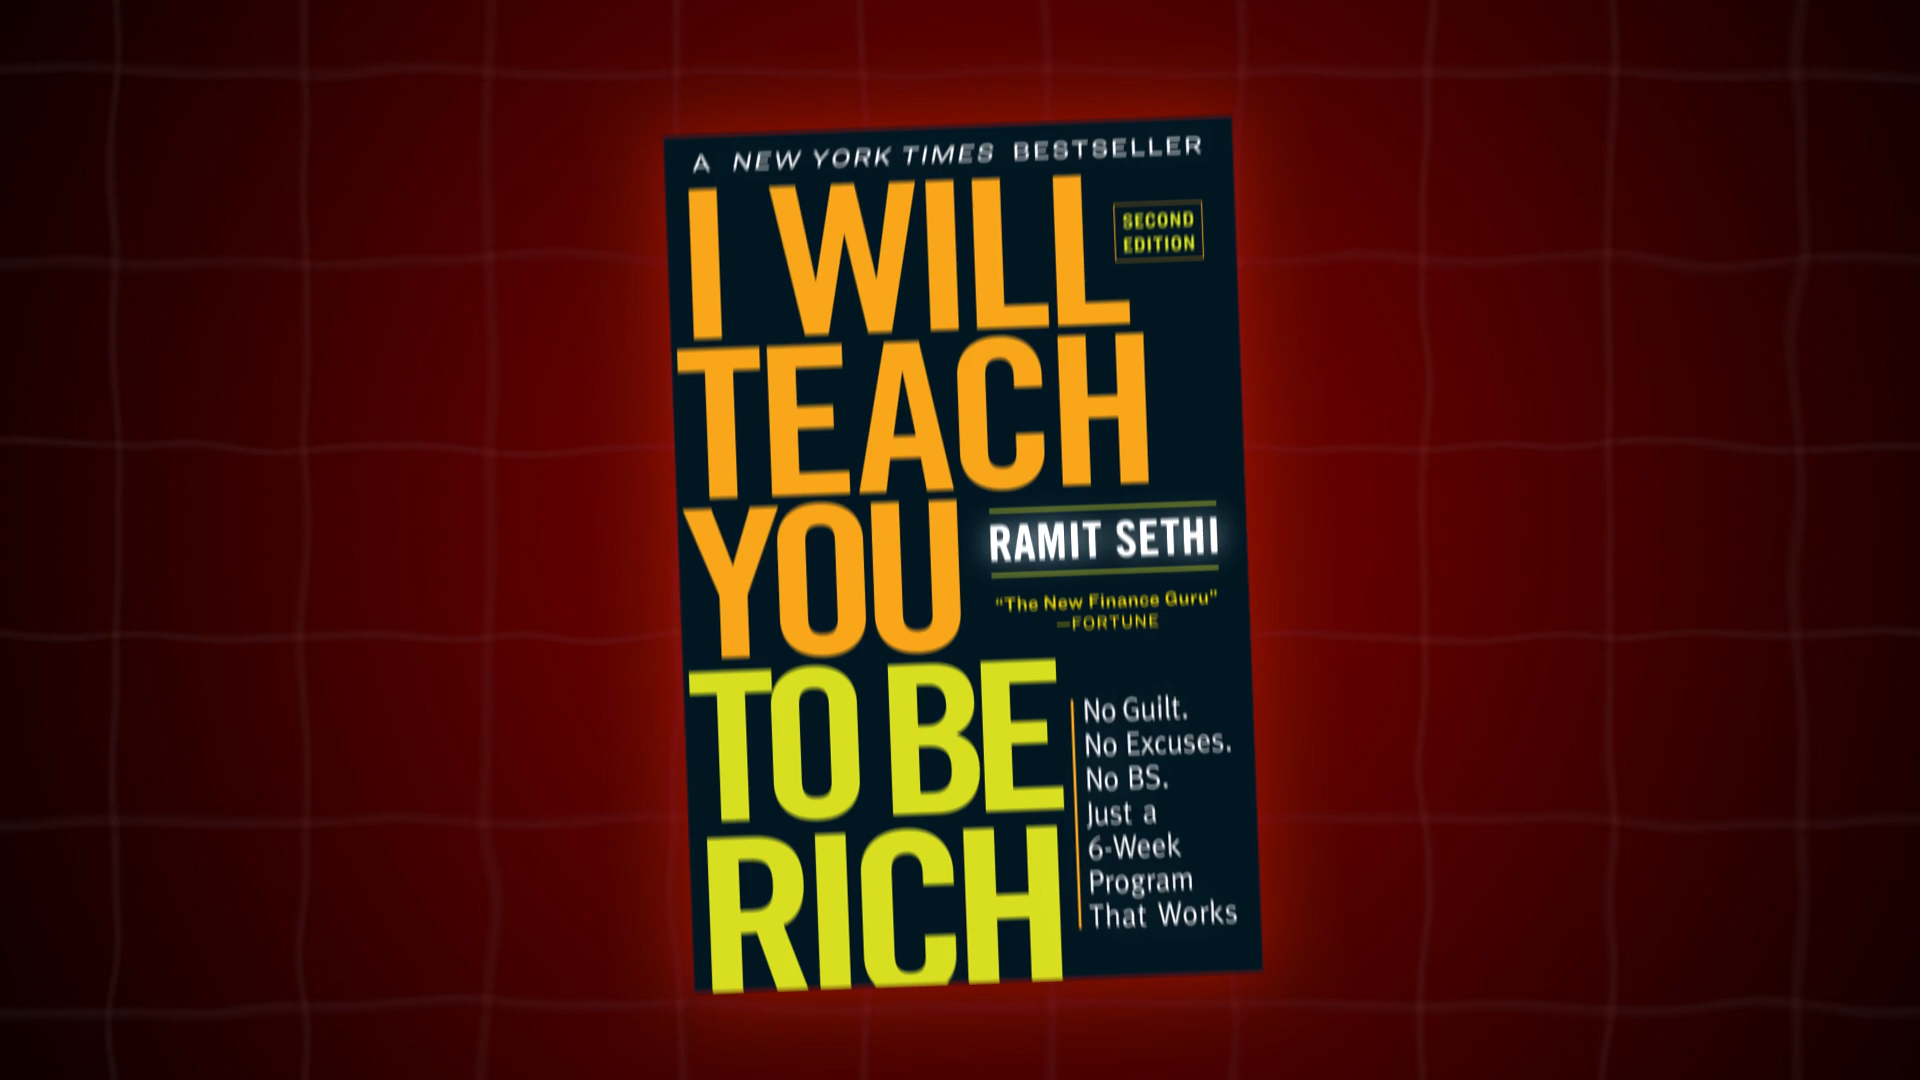 A NEW YORK TIMES BESTSELLER
I WILL
SECOND
EDITION
TEACH
YOU
RAMIT SETHI
“The New Finance Guru”
—FORTUNE
TO BE
RICH
No Guilt.
No Excuses.
No BS.
Just a
6-Week
Program
That Works